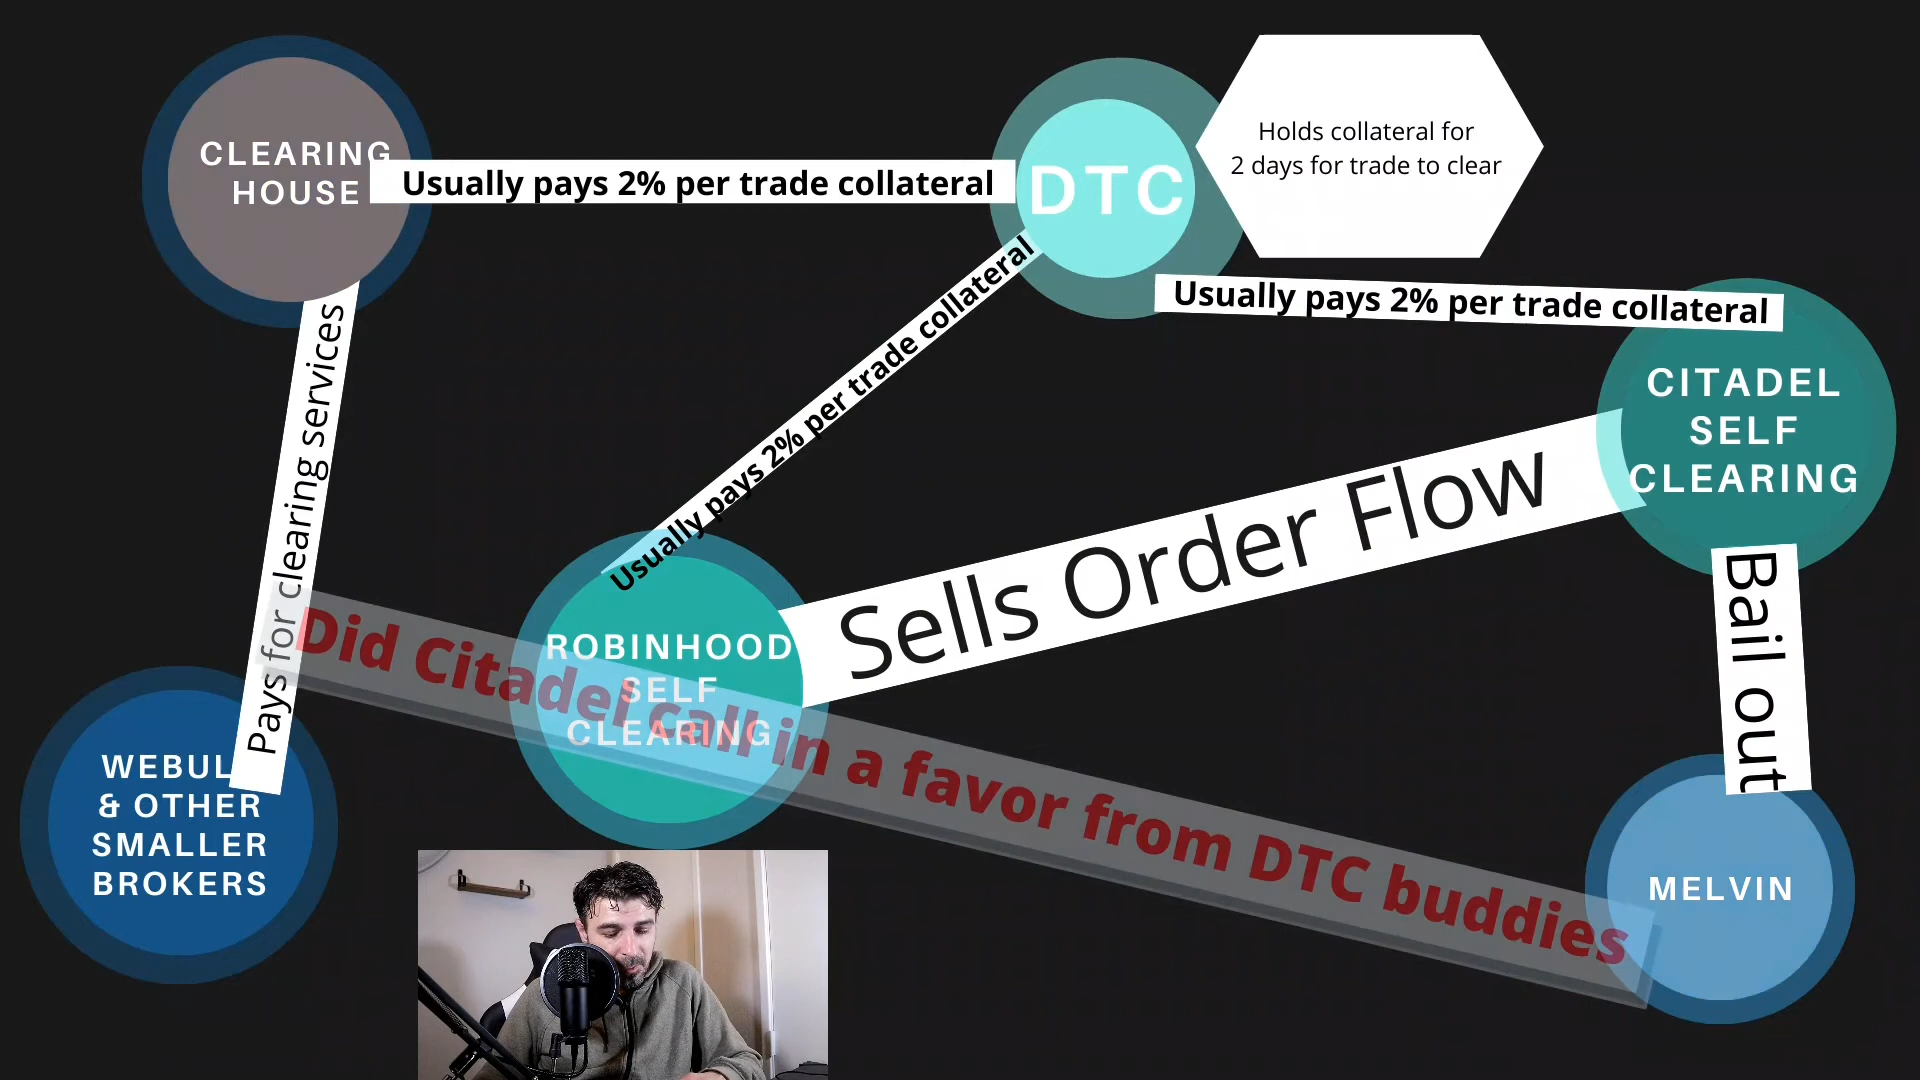 CLEARING
HOUSE
Usually pays 2% per trade collateral
DTC
Holds collateral for
2 days for trade to clear
Usually pays 2% per trade collateral
Usually pays 2% per trade collateral
CITADEL
SELF
CLEARING
Pays for clearing services
Sells Order Flow
Bail out
ROBINHOOD
SELF
CLEARING
Did Citadel call in a favor from DTC buddies
WEBUL
& OTHER
SMALLER
BROKERS
MELVIN